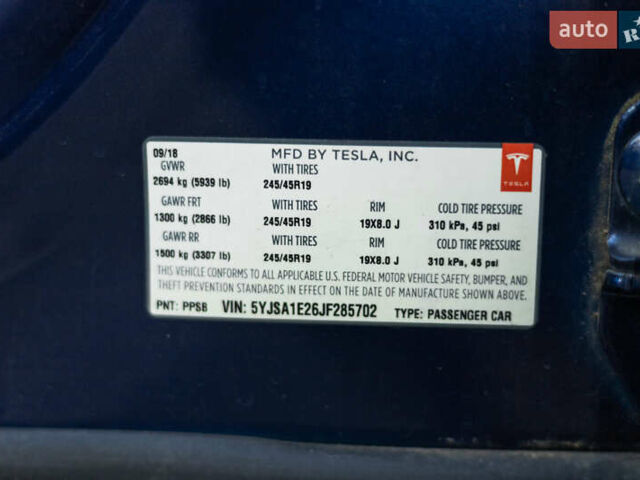 auto
R
09/18 MFD BY TESLA, INC.
GVWR WITH TIRES
2694 kg (5939 lb) 245/45R19
TESLA
GAWR FRT WITH TIRES RIM COLD TIRE PRESSURE
1300 kg (2866 lb) 245/45R19 19X8.0 J 310 kPa, 45 psi
GAWR RR WITH TIRES RIM COLD TIRE PRESSURE
1500 kg (3307 lb) 245/45R19 19X8.0 J 310 kPa, 45 psi
THIS VEHICLE CONFORMS TO ALL APPLICABLE U.S. FEDERAL MOTOR VEHICLE SAFETY, BUMPER, AND
THEFT PREVENTION STANDARDS IN EFFECT ON THE DATE OF MANUFACTURE SHOWN ABOVE.
PNT: PPSB VIN: 5YJSA1E26JF285702 TYPE: PASSENGER CAR